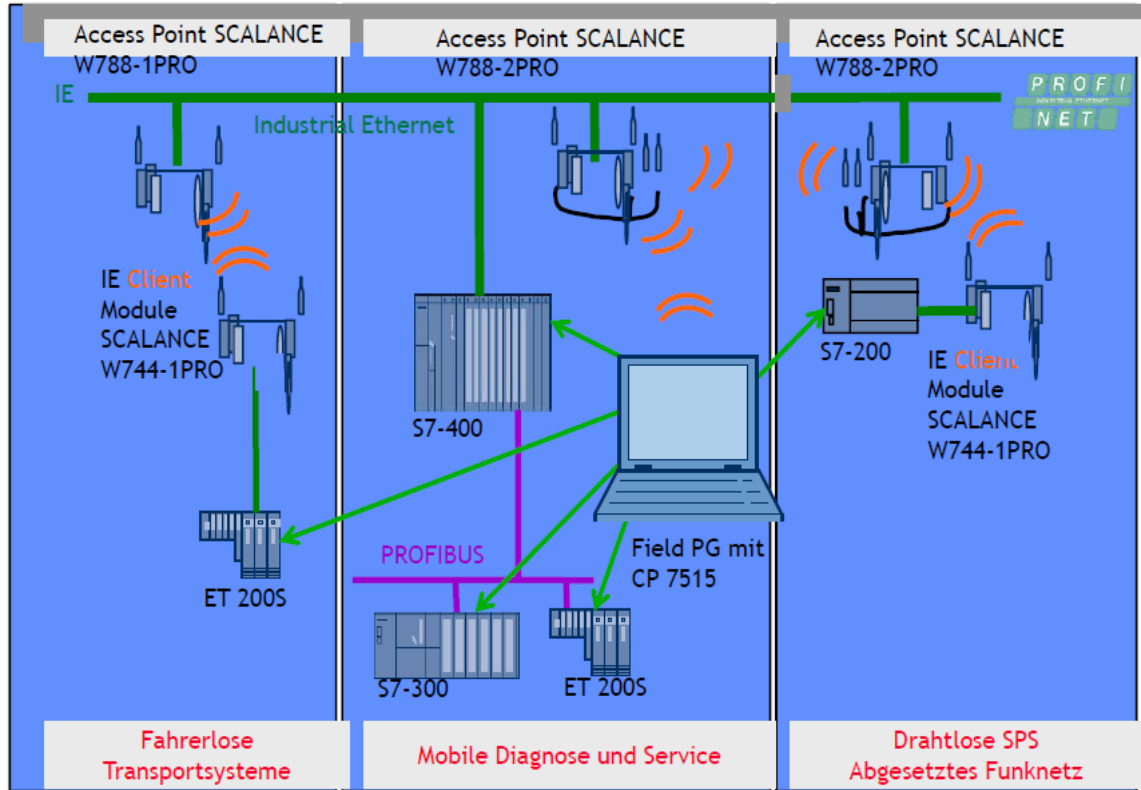 Access Point SCALANCE
W788-1PRO
Access Point SCALANCE
W788-2PRO
Access Point SCALANCE
W788-2PRO
IE
Industrial Ethernet
PROFI
INDUSTRIAL ETHERNET
NET
IE Client
Module
SCALANCE
W744-1PRO
S7-400
S7-200
IE Client
Module
SCALANCE
W744-1PRO
PROFIBUS
Field PG mit
CP 7515
ET 200S
S7-300
ET 200S
Fahrerlose
Transportsysteme
Mobile Diagnose und Service
Drahtlose SPS
Abgesetztes Funknetz